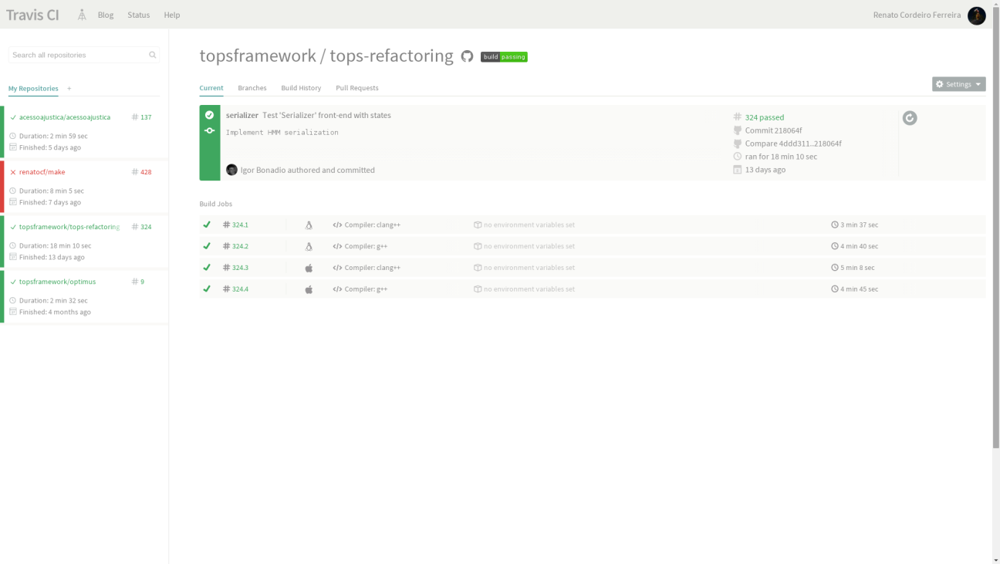 Travis CI Blog Status Help Renato Cordeiro Ferreira
Search all repositories
My Repositories +
acessoajustica/acessoajustica # 137
Duration: 2 min 59 sec
Finished: 5 days ago
renatocf/make # 428
Duration: 8 min 5 sec
Finished: 7 days ago
topsframework/tops-refactoring # 324
Duration: 18 min 10 sec
Finished: 13 days ago
topsframework/optimus # 9
Duration: 2 min 32 sec
Finished: 4 months ago
topsframework / tops-refactoring build passing
Current Branches Build History Pull Requests Settings
serializer Test 'Serializer' front-end with states
Implement HMM serialization
Igor Bonadio authored and committed
# 324 passed
Commit 218064f
Compare 4ddd311..218064f
ran for 18 min 10 sec
13 days ago
Build Jobs
# 324.1 </> Compiler: clang++ no environment variables set 3 min 37 sec
# 324.2 </> Compiler: g++ no environment variables set 4 min 40 sec
# 324.3 </> Compiler: clang++ no environment variables set 5 min 8 sec
# 324.4 </> Compiler: g++ no environment variables set 4 min 45 sec